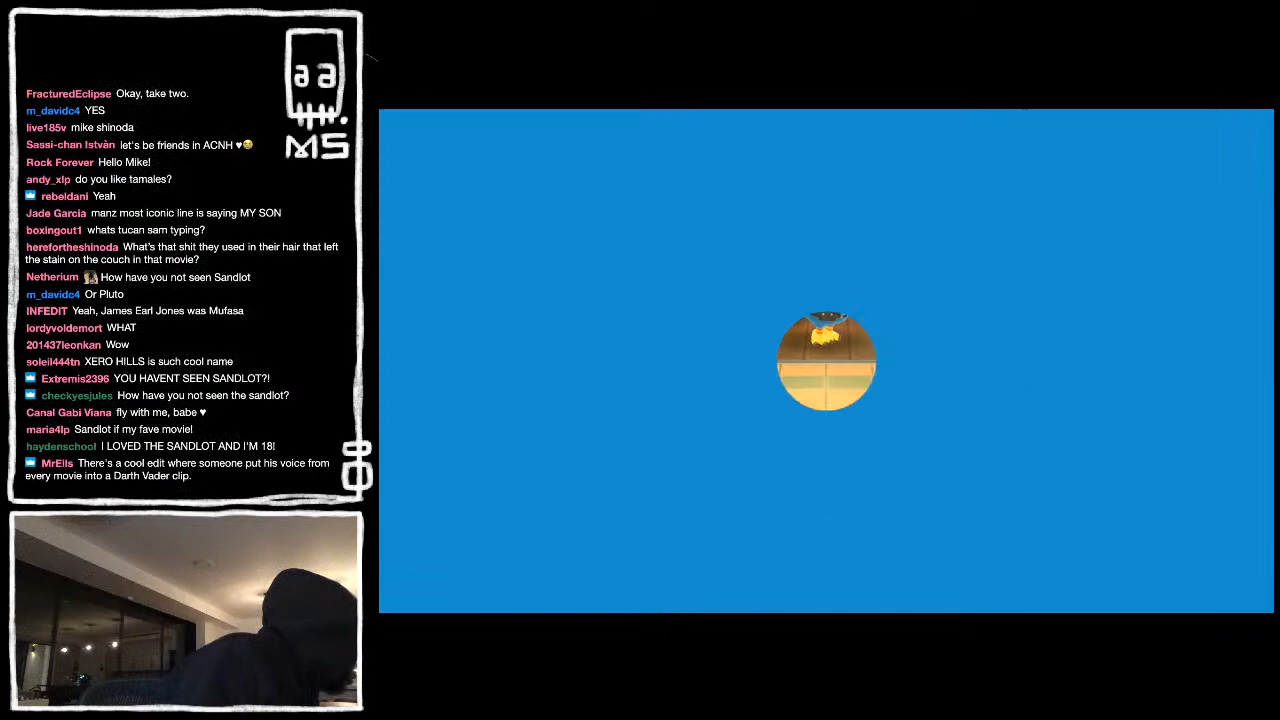 aa
MS
FracturedEclipse Okay, take two.
m_davidc4 YES
live185v mike shinoda
Sassi-chan Istvàn let's be friends in ACNH ♥😭
Rock Forever Hello Mike!
andy_xlp do you like tamales?
rebeldani Yeah
Jade Garcia manz most iconic line is saying MY SON
boxingout1 whats tucan sam typing?
herefortheshinoda What's that shit they used in their hair that left
the stain on the couch in that movie?
Netherium How have you not seen Sandlot
m_davidc4 Or Pluto
INFEDIT Yeah, James Earl Jones was Mufasa
lordyvoldemort WHAT
201437leonkan Wow
soleil444tn XERO HILLS is such cool name
Extremis2396 YOU HAVENT SEEN SANDLOT?!
checkyesjules How have you not seen the sandlot?
Canal Gabi Viana fly with me, babe ♥
maria4lp Sandlot if my fave movie!
haydenschool I LOVED THE SANDLOT AND I'M 18!
MrElls There's a cool edit where someone put his voice from
every movie into a Darth Vader clip.